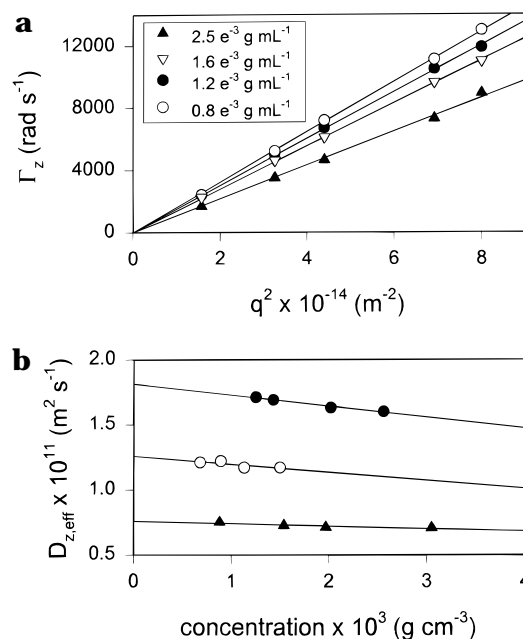 a
12000
8000
4000
0
Γz (rad s-1)
2.5 e-3 g mL-1
1.6 e-3 g mL-1
1.2 e-3 g mL-1
0.8 e-3 g mL-1
0 2 4 6 8
q2 x 10-14 (m-2)
b
2.0
1.5
1.0
0.5
Dz,eff x 1011 (m2 s-1)
0 1 2 3 4
concentration x 103 (g cm-3)